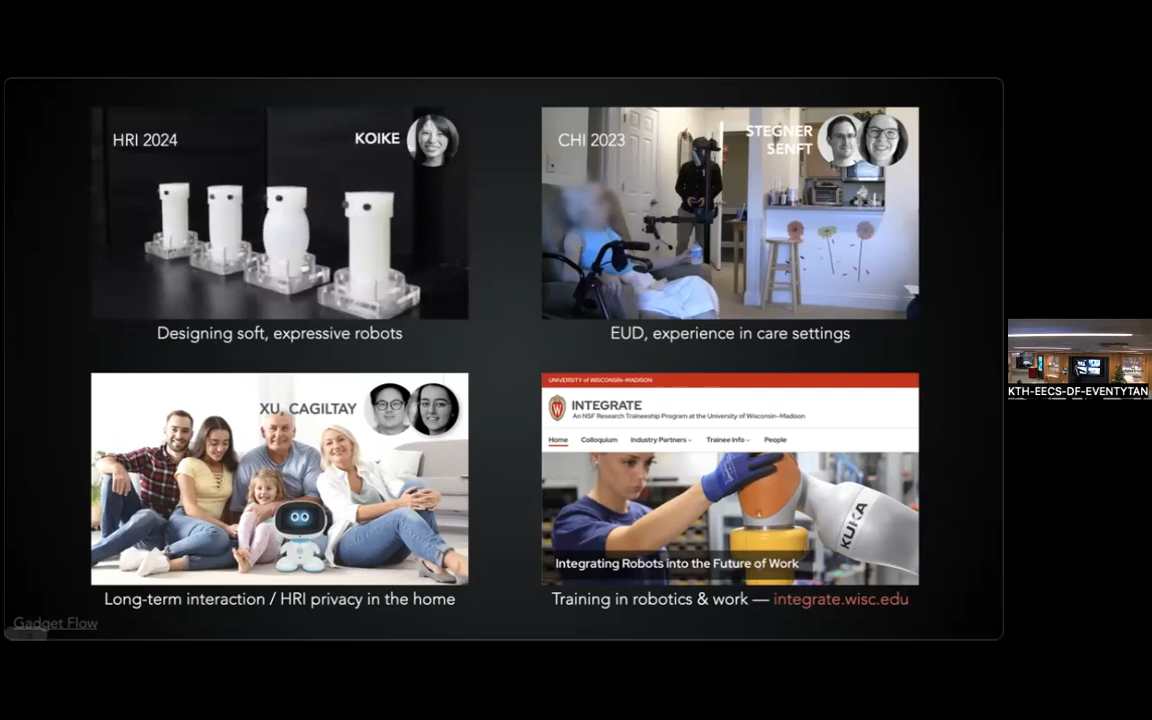 HRI 2024
KOIKE
Designing soft, expressive robots
CHI 2023
STEGNER
SENFT
EUD, experience in care settings
XU, CAGILTAY
Long-term interaction / HRI privacy in the home
UNIVERSITY of WISCONSIN–MADISON
W
INTEGRATE
An NSF Research Traineeship Program at the University of Wisconsin–Madison
Home Colloquium Industry Partners Trainee Info People
KUKA
Integrating Robots into the Future of Work
Training in robotics & work — integrate.wisc.edu
Gadget Flow
KTH-EECS-DF-EVENTYTAN